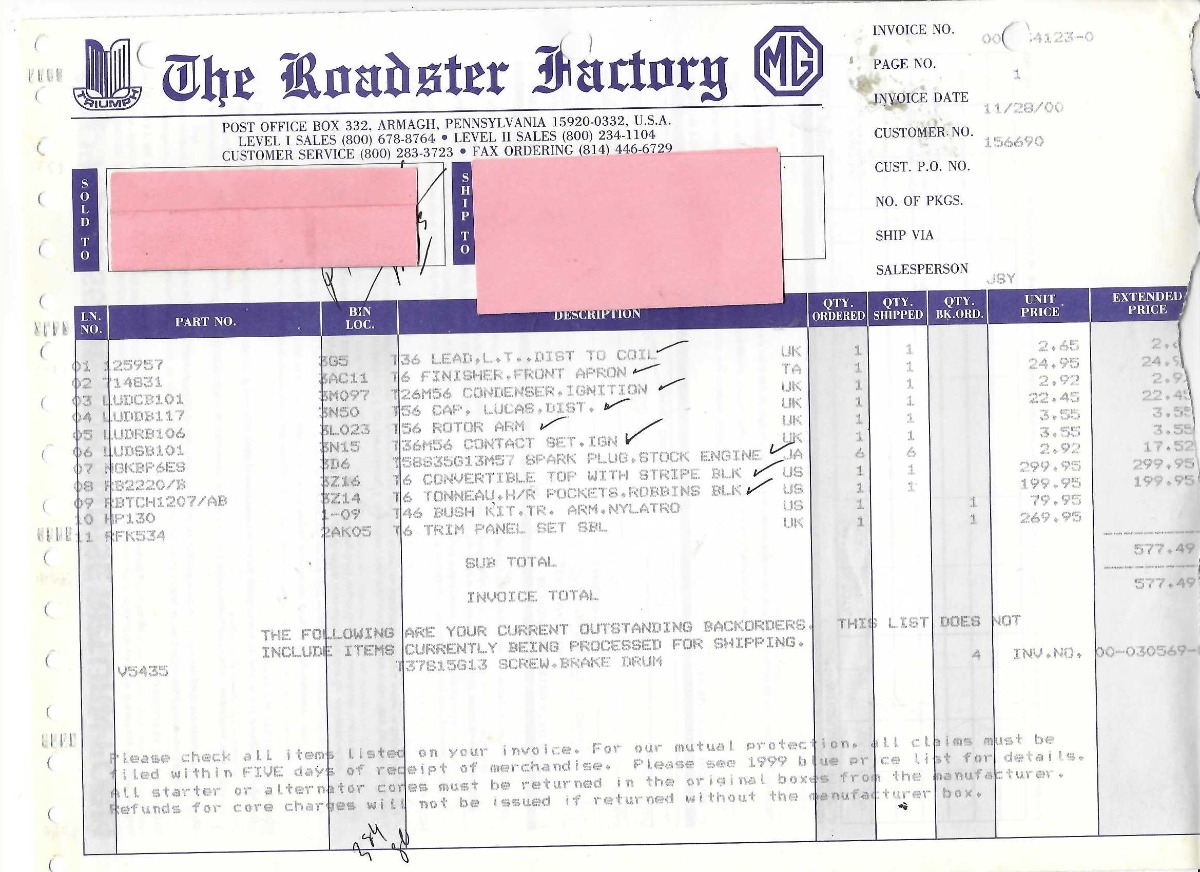 TRIUMPH
The Roadster Factory
MG
POST OFFICE BOX 332, ARMAGH, PENNSYLVANIA 15920-0332, U.S.A.
LEVEL I SALES (800) 678-8764 • LEVEL II SALES (800) 234-1104
CUSTOMER SERVICE (800) 283-3723 • FAX ORDERING (814) 446-6729
INVOICE NO. 00 4123-0
PAGE NO. 1
INVOICE DATE 11/28/00
CUSTOMER NO. 156690
CUST. P.O. NO.
NO. OF PKGS.
SHIP VIA
SALESPERSON JSY
SOLD TO
SHIP TO
LN. NO. PART NO. BIN LOC. DESCRIPTION QTY. ORDERED QTY. SHIPPED QTY. BK.ORD. UNIT PRICE EXTENDED PRICE
01 125957 3G5 T36 LEAD,L.T..DIST TO COIL UK 1 1 2.65 2.
02 714831 3AC11 T6 FINISHER,FRONT APRON TA 1 1 24.95 24.9
03 LUDCB101 3M097 T26M56 CONDENSER,IGNITION UK 1 1 2.92 2.9
04 LUDDB117 3N50 T56 CAP, LUCAS,DIST. UK 1 1 22.45 22.45
05 LUDRB106 3L023 T56 ROTOR ARM UK 1 1 3.55 3.55
06 LUDSB101 3N15 T36M56 CONTACT SET,IGN UK 1 1 3.55 3.55
07 NGKBP6ES 3D6 T58S35G13M57 SPARK PLUG,STOCK ENGINE JA 6 6 2.92 17.52
08 RB2220/B 3Z16 T6 CONVERTIBLE TOP WITH STRIPE BLK US 1 1 299.95 299.95
09 RBTCH1207/AB 3Z14 T6 TONNEAU,H/R POCKETS,ROBBINS BLK US 1 1 199.95 199.95
10 HP130 1-09 T46 BUSH KIT,TR. ARM,NYLATRO US 1 1 79.95
11 RFK534 2AK05 T6 TRIM PANEL SET SBL UK 1 1 269.95
SUB TOTAL 577.49
INVOICE TOTAL 577.49
THE FOLLOWING ARE YOUR CURRENT OUTSTANDING BACKORDERS. THIS LIST DOES NOT
INCLUDE ITEMS CURRENTLY BEING PROCESSED FOR SHIPPING.
V5435 T37S15G13 SCREW,BRAKE DRUM 4 INV.NO. 00-030569-
Please check all items listed on your invoice. For our mutual protection, all claims must be
filed within FIVE days of receipt of merchandise. Please see 1999 blue price list for details.
All starter or alternator cores must be returned in the original boxes from the manufacturer.
Refunds for core charges will not be issued if returned without the manufacturer box.